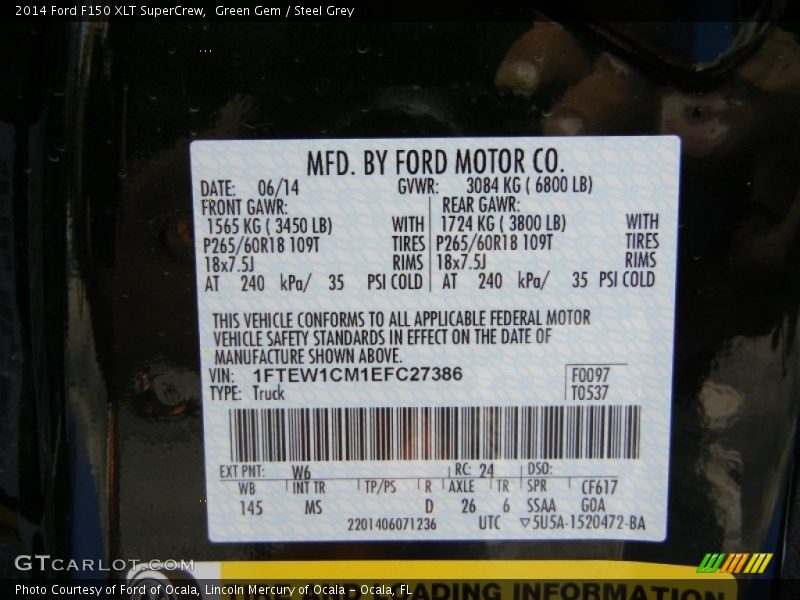 2014 Ford F150 XLT SuperCrew,  Green Gem / Steel Grey
MFD. BY FORD MOTOR CO.
DATE: 06/14 GVWR: 3084 KG ( 6800 LB)
FRONT GAWR: REAR GAWR:
1565 KG ( 3450 LB) WITH 1724 KG ( 3800 LB) WITH
P265/60R18 109T TIRES P265/60R18 109T TIRES
18x7.5J RIMS 18x7.5J RIMS
AT 240 kPa/ 35 PSI COLD AT 240 kPa/ 35 PSI COLD
THIS VEHICLE CONFORMS TO ALL APPLICABLE FEDERAL MOTOR
VEHICLE SAFETY STANDARDS IN EFFECT ON THE DATE OF
MANUFACTURE SHOWN ABOVE.
VIN: 1FTEW1CM1EFC27386 F0097
TYPE: Truck T0537
EXT PNT: W6 RC: 24 DSO:
WB INT TR TP/PS R AXLE TR SPR CF617
145 MS D 26 6 SSAA GOA
2201406071236 UTC ▽5U5A-1520472-BA
GTCARLOT.COM
TIRE AND LOADING INFORMATION
Photo Courtesy of Ford of Ocala, Lincoln Mercury of Ocala - Ocala, FL